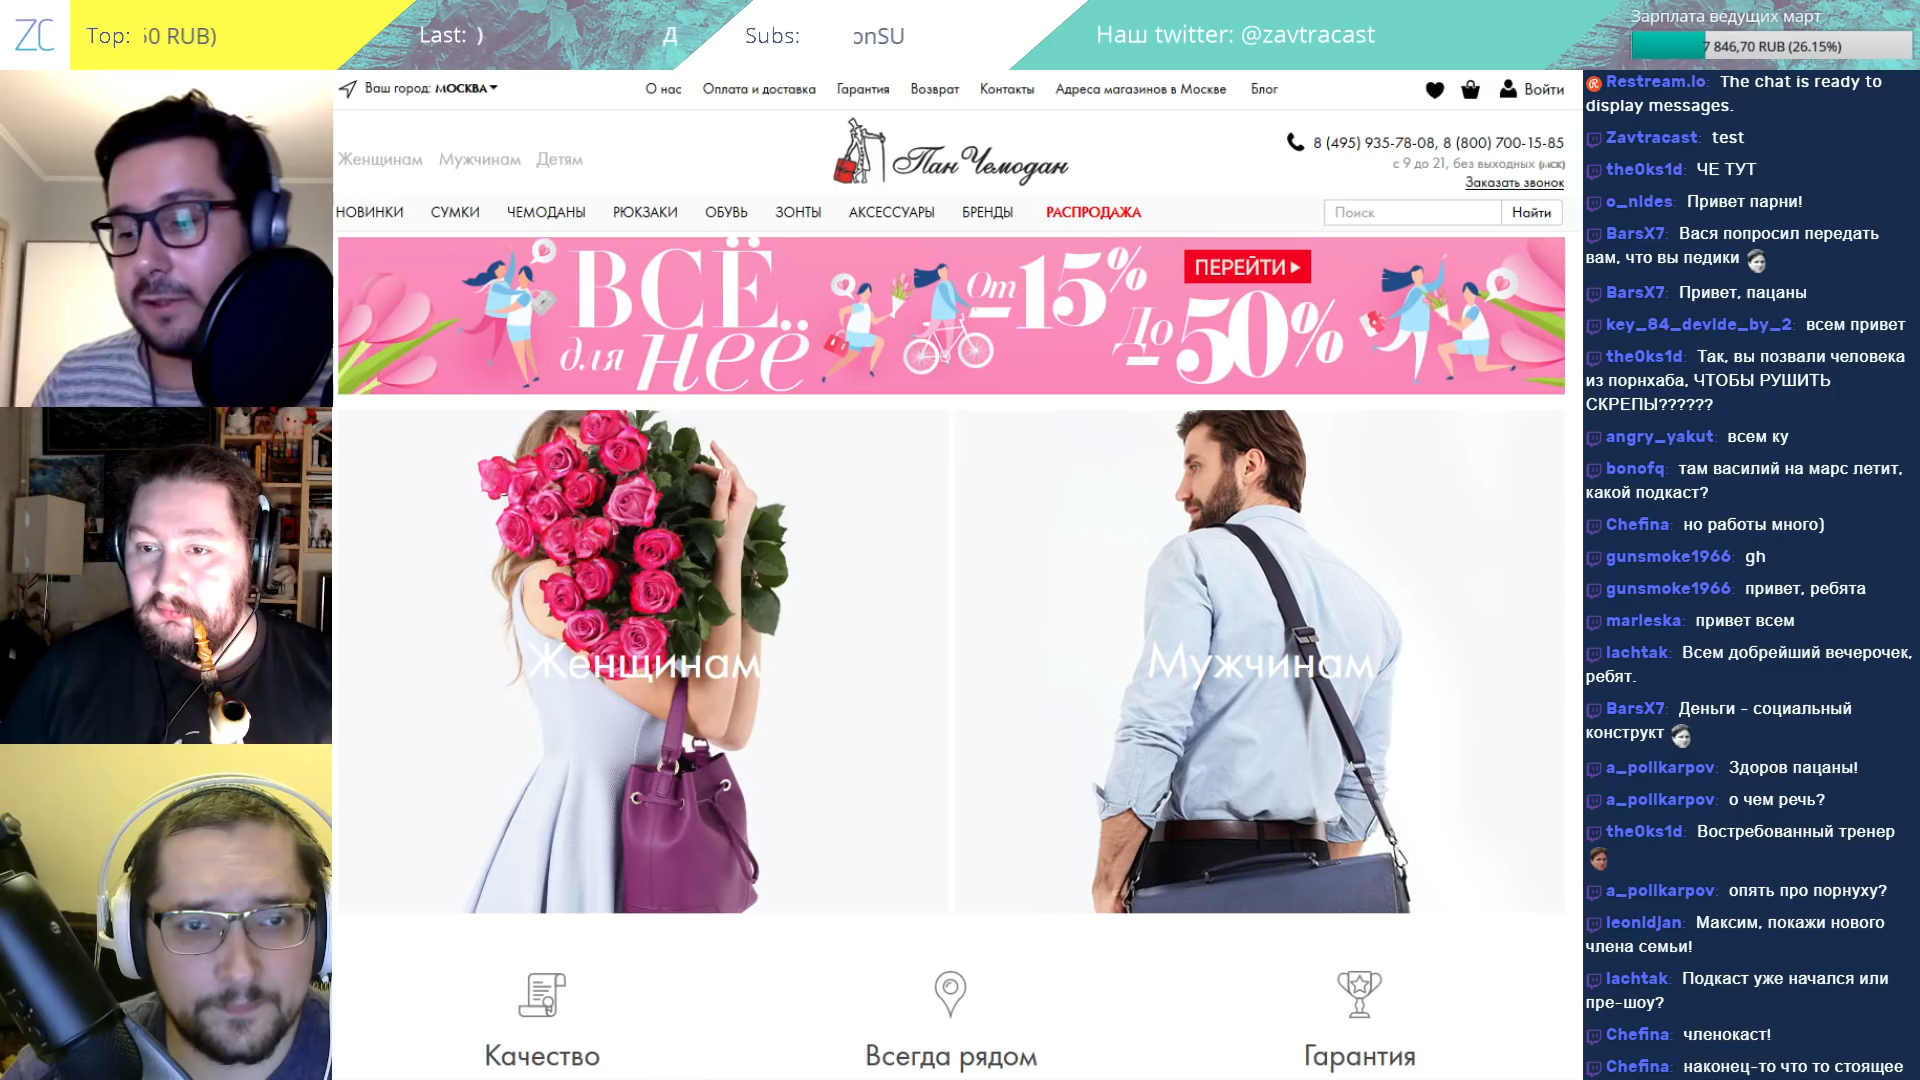 ZC
Top: 50 RUB)
Last: )
Д
Subs: onSU
Наш twitter: @zavtracast
Зарплата ведущих март
7 846,70 RUB (26.15%)
Ваш город: МОСКВА
О нас Оплата и доставка Гарантия Возврат Контакты Адреса магазинов в Москве Блог
Войти
Женщинам Мужчинам Детям
Пан Чемодан
8 (495) 935-78-08, 8 (800) 700-15-85
с 9 до 21, без выходных (мск)
Заказать звонок
НОВИНКИ СУМКИ ЧЕМОДАНЫ РЮКЗАКИ ОБУВЬ ЗОНТЫ АКСЕССУАРЫ БРЕНДЫ РАСПРОДАЖА
Поиск Найти
ВСЁ
для неё
От 15%
До 50%
ПЕРЕЙТИ
Женщинам
Мужчинам
Качество
Всегда рядом
Гарантия
Restream.io: The chat is ready to
display messages.
Zavtracast: test
the0ks1d: ЧЕ ТУТ
o_nides: Привет парни!
BarsX7: Вася попросил передать
вам, что вы педики
BarsX7: Привет, пацаны
key_84_devide_by_2: всем привет
the0ks1d: Так, вы позвали человека
из порнхаба, ЧТОБЫ РУШИТЬ
СКРЕПЫ??????
angry_yakut: всем ку
bonofq: там василий на марс летит,
какой подкаст?
Chefina: но работы много)
gunsmoke1966: gh
gunsmoke1966: привет, ребята
marleska: привет всем
lachtak: Всем добрейший вечерочек,
ребят.
BarsX7: Деньги - социальный
конструкт
a_polikarpov: Здоров пацаны!
a_polikarpov: о чем речь?
the0ks1d: Востребованный тренер
a_polikarpov: опять про порнуху?
leonidjan: Максим, покажи нового
члена семьи!
lachtak: Подкаст уже начался или
пре-шоу?
Chefina: членокаст!
Chefina: наконец-то что то стоящее